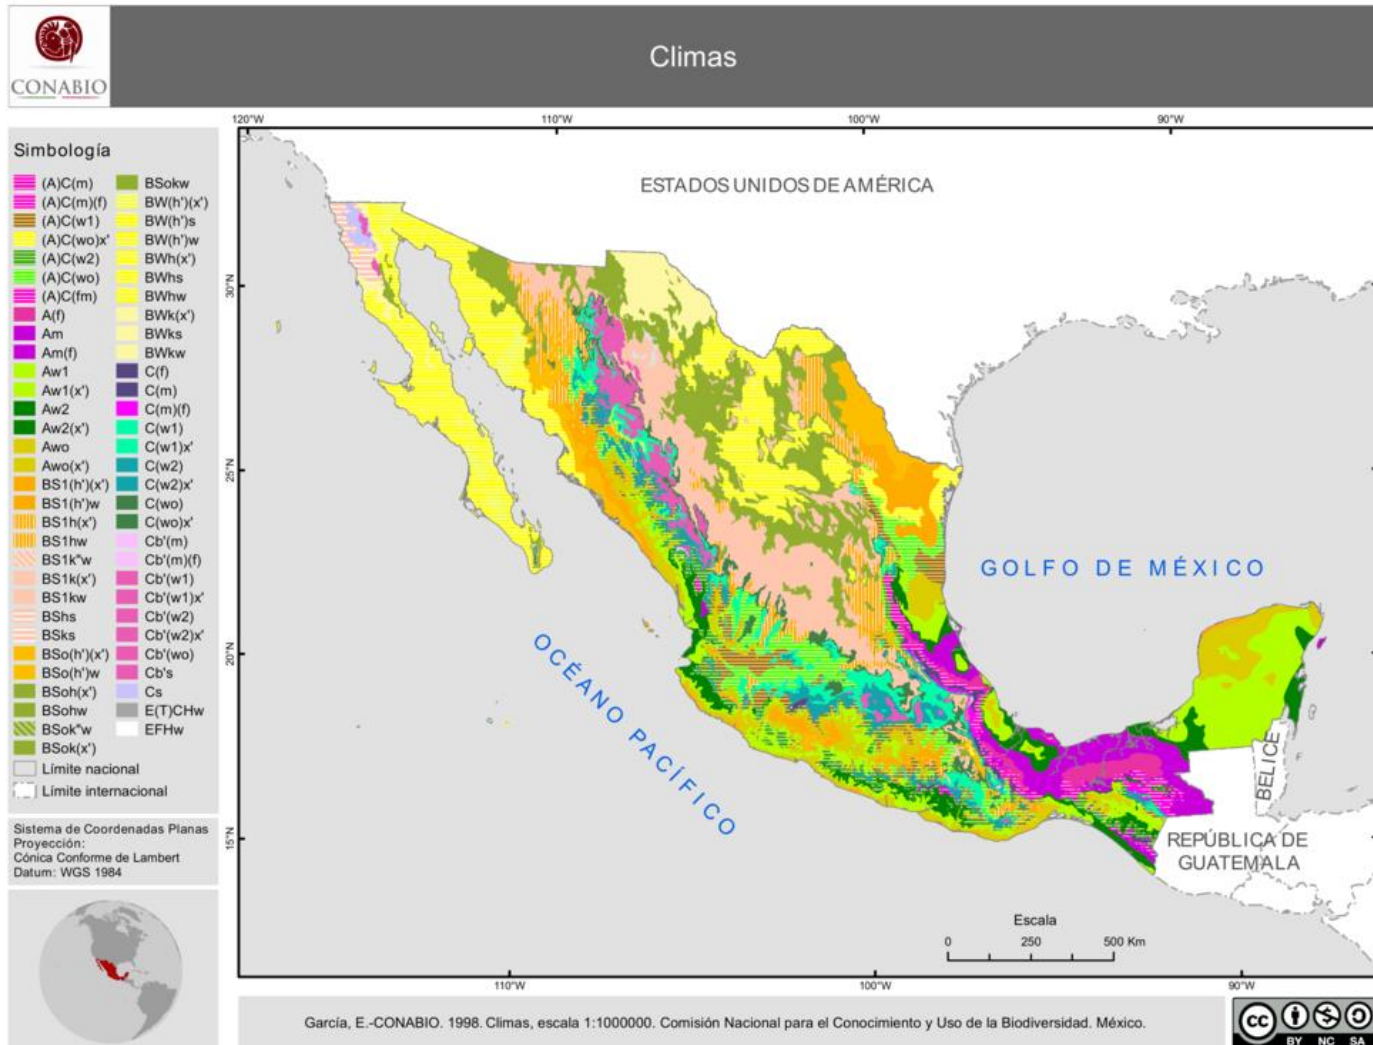 CONABIO
Climas
120°W
110°W
100°W
90°W
Simbología
(A)C(m)
(A)C(m)(f)
(A)C(w1)
(A)C(wo)x'
(A)C(w2)
(A)C(wo)
(A)C(fm)
A(f)
Am
Am(f)
Aw1
Aw1(x')
Aw2
Aw2(x')
Awo
Awo(x')
BS1(h')(x')
BS1(h')w
BS1h(x')
BS1hw
BS1k"w
BS1k(x')
BS1kw
BShs
BSks
BSo(h')(x')
BSo(h')w
BSoh(x')
BSohw
BSok"w
BSok(x')
BSokw
BW(h')(x')
BW(h')s
BW(h')w
BWh(x')
BWhs
BWhw
BWk(x')
BWks
BWkw
C(f)
C(m)
C(m)(f)
C(w1)
C(w1)x'
C(w2)
C(w2)x'
C(wo)
C(wo)x'
Cb'(m)
Cb'(m)(f)
Cb'(w1)
Cb'(w1)x'
Cb'(w2)
Cb'(w2)x'
Cb'(wo)
Cb's
Cs
E(T)CHw
EFHw
Límite nacional
Límite internacional
Sistema de Coordenadas Planas
Proyección:
Cónica Conforme de Lambert
Datum: WGS 1984
30°N
25°N
20°N
15°N
ESTADOS UNIDOS DE AMÉRICA
GOLFO DE MÉXICO
OCÉANO PACÍFICO
BELICE
REPÚBLICA DE
GUATEMALA
Escala
0 250 500 Km
110°W
100°W
90°W
García, E.-CONABIO. 1998. Climas, escala 1:1000000. Comisión Nacional para el Conocimiento y Uso de la Biodiversidad. México.
cc
BY NC SA